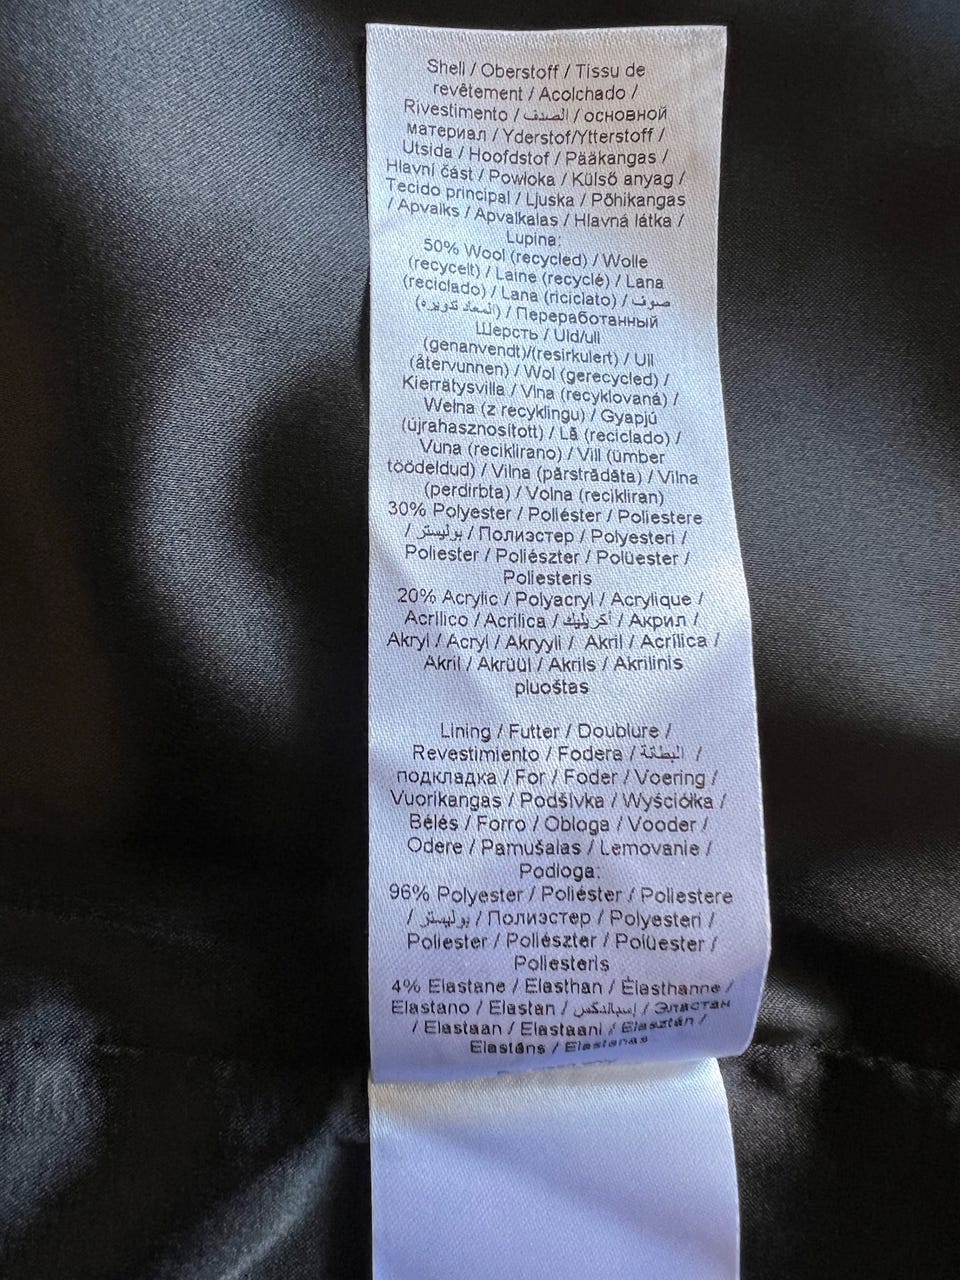 Shell / Oberstoff / Tissu de
revêtement / Acolchado /
Rivestimento / الصدف / основной
материал / Yderstof/Ytterstoff /
Utsida / Hoofdstof / Pääkangas /
Hlavní část / Powłoka / Külső anyag /
Tecido principal / Ljuska / Põhikangas
/ Apvalks / Apvalkalas / Hlavná látka /
Lupina:
50% Wool (recycled) / Wolle
(recycelt) / Laine (recyclé) / Lana
(reciclado) / Lana (riciclato) / صوف
(المعاد تدويره) / Переработанный
Шерсть / Uld/ull
(genanvendt)/(resirkulert) / Ull
(återvunnen) / Wol (gerecycled) /
Kierrätysvilla / Vlna (recyklovaná) /
Wełna (z recyklingu) / Gyapjú
(újrahasznosított) / Lã (reciclado) /
Vuna (reciklirano) / Vill (ümber
töödeldud) / Vilna (pārstrādāta) / Vilna
(perdirbta) / Volna (recikliran)
30% Polyester / Poliéster / Poliestere
/ بوليستر / Полиэстер / Polyesteri /
Poliester / Poliészter / Polüester /
Poliesteris
20% Acrylic / Polyacryl / Acrylique /
Acrílico / Acrilica / أكريليك / Акрил /
Akryl / Acryl / Akryyli / Akril / Acrílica /
Akril / Akrüül / Akrils / Akrilinis
pluoštas
Lining / Futter / Doublure /
Revestimiento / Fodera / البطانة /
подкладка / For / Foder / Voering /
Vuorikangas / Podšívka / Wyściółka /
Bélés / Forro / Obloga / Vooder /
Odere / Pamušalas / Lemovanie /
Podloga:
96% Polyester / Poliéster / Poliestere
/ بوليستر / Полиэстер / Polyesteri /
Poliester / Poliészter / Polüester /
Poliesteris
4% Elastane / Elasthan / Élasthanne /
Elastano / Elastan / إسبالدكس / Эластан
/ Elastaan / Elastaani / Elasztán /
Elastāns / Elastanas